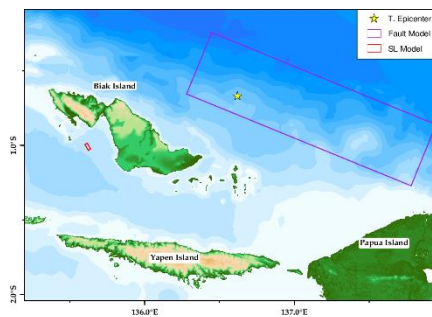 T. Epicenter
Fault Model
SL Model
Biak Island
1.0°S
Papua Island
Yapen Island
2.0°S
136.0°E
137.0°E